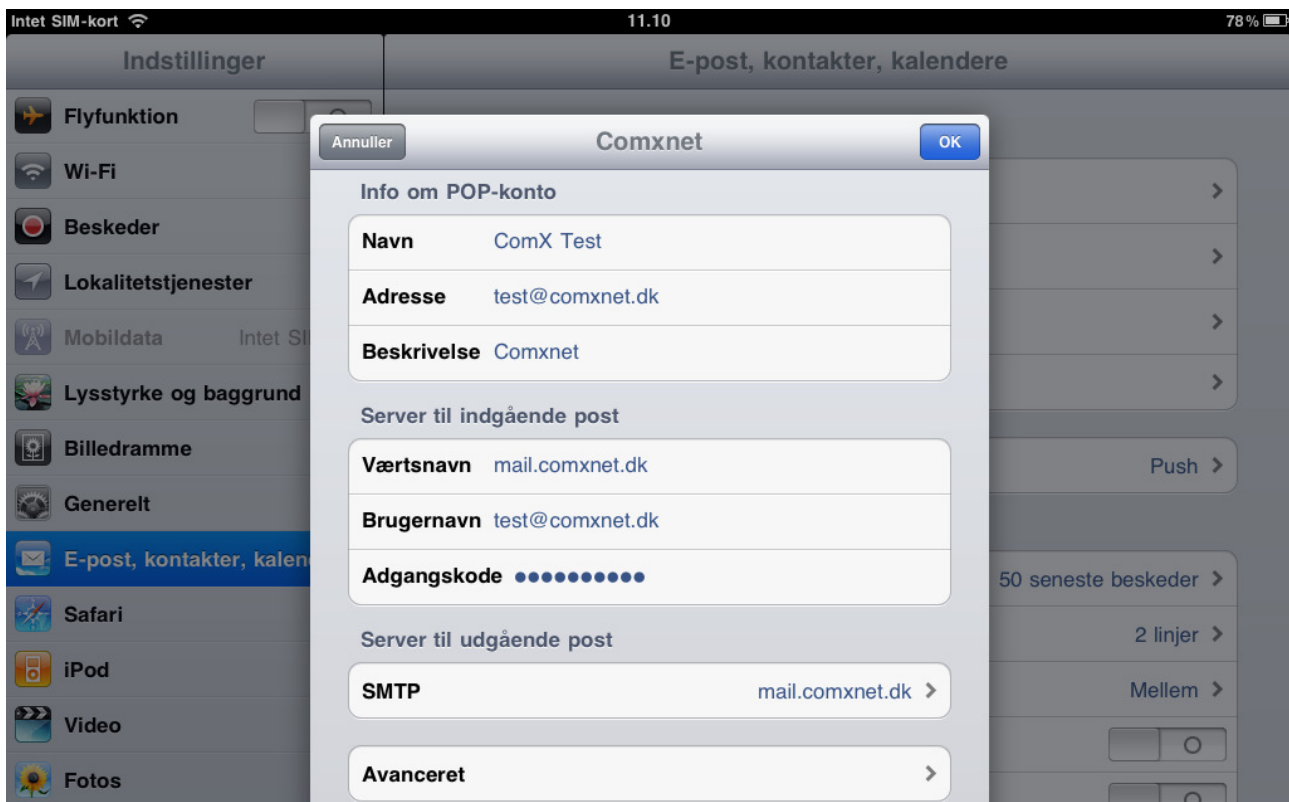 Intet SIM-kort 11.10 78%
Indstillinger
E-post, kontakter, kalendere
Flyfunktion
Wi-Fi
Beskeder
Lokalitetstjenester
Mobildata Intet
Lysstyrke og baggrund
Billedramme
Generelt
E-post, kontakter,
Safari
iPod
Video
Fotos
Annuller Comxnet OK
Info om POP-konto
Navn ComX Test
Adresse test@comxnet.dk
Beskrivelse Comxnet
Server til indgående post
Værtsnavn mail.comxnet.dk
Brugernavn test@comxnet.dk
Adgangskode ●●●●●●●●●●
Server til udgående post
SMTP mail.comxnet.dk
Avanceret
Push
50 seneste beskeder
2 linjer
Mellem